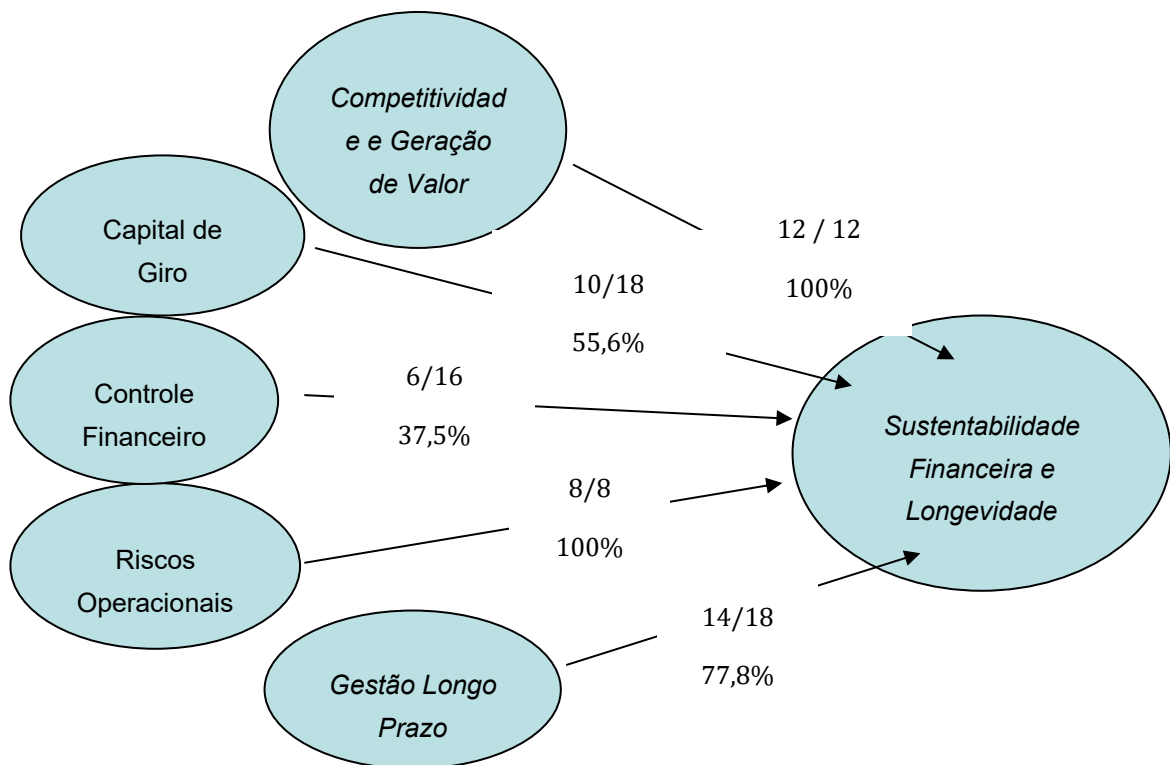 Competitividad
e e Geração
de Valor
Capital de
Giro
12 / 12
100%
10/18
55,6%
Controle
Financeiro
6/16
37,5%
Sustentabilidade
Financeira e
Longevidade
Riscos
Operacionais
8/8
100%
14/18
77,8%
Gestão Longo
Prazo